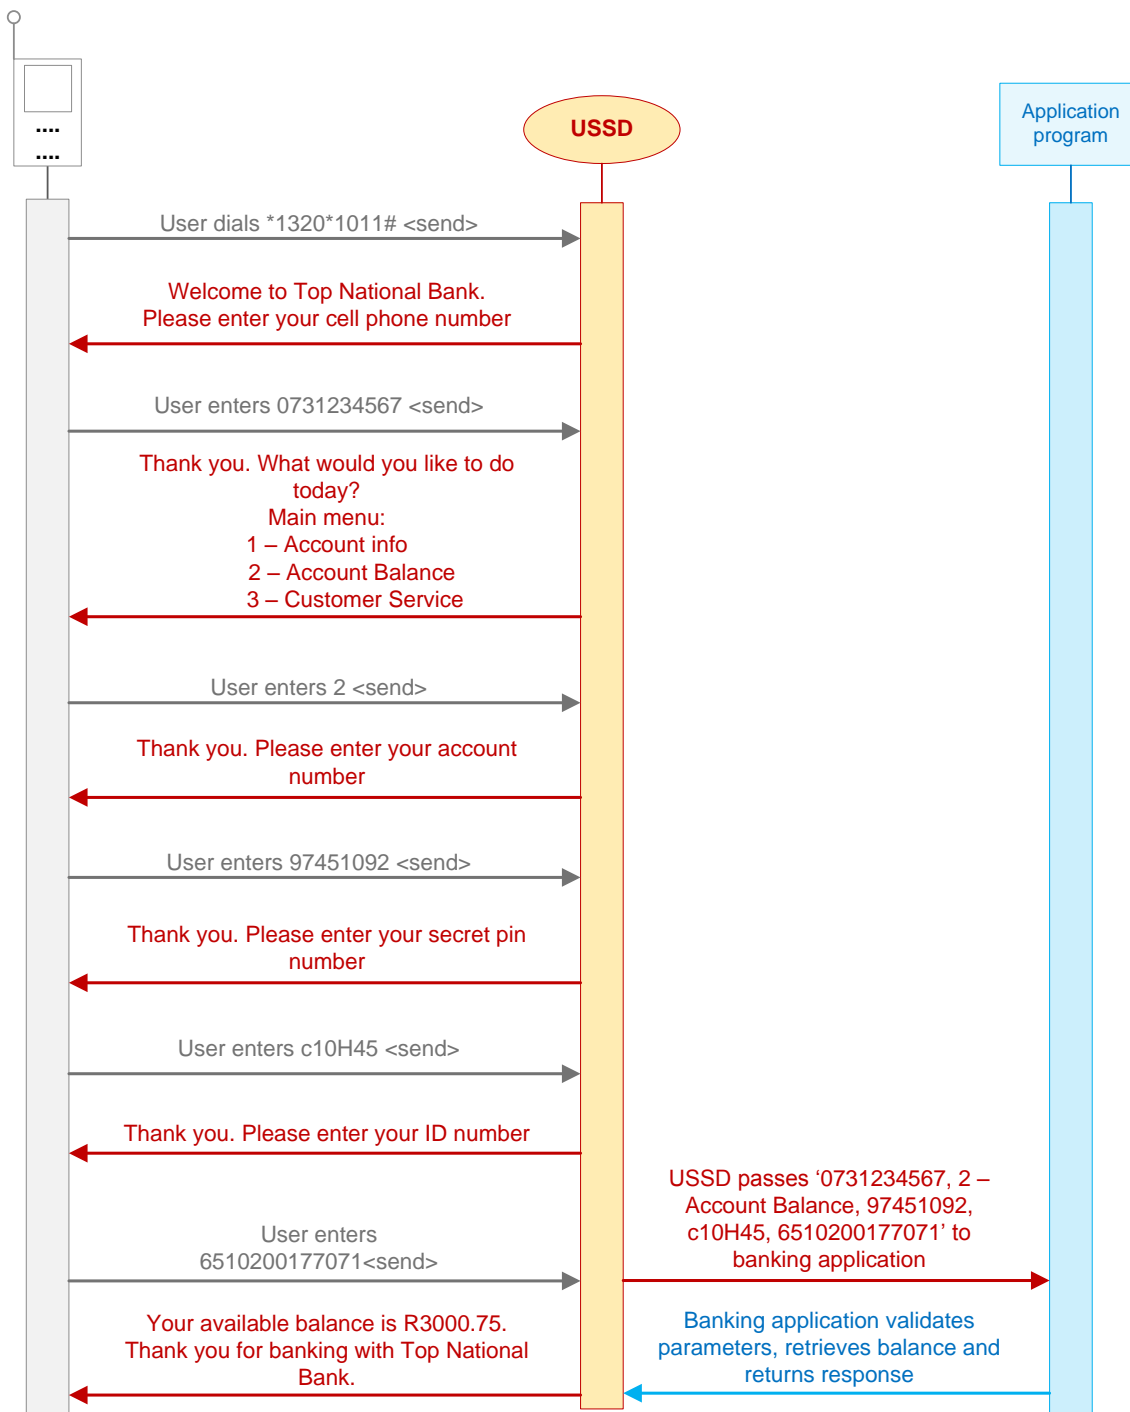 USSD
Application
program
User dials *1320*1011# <send>
Welcome to Top National Bank.
Please enter your cell phone number
User enters 0731234567 <send>
Thank you. What would you like to do
today?
Main menu:
1 – Account info
2 – Account Balance
3 – Customer Service
User enters 2 <send>
Thank you. Please enter your account
number
User enters 97451092 <send>
Thank you. Please enter your secret pin
number
User enters c10H45 <send>
Thank you. Please enter your ID number
User enters
6510200177071<send>
USSD passes ‘0731234567, 2 –
Account Balance, 97451092,
c10H45, 6510200177071’ to
banking application
Banking application validates
parameters, retrieves balance and
returns response
Your available balance is R3000.75.
Thank you for banking with Top National
Bank.